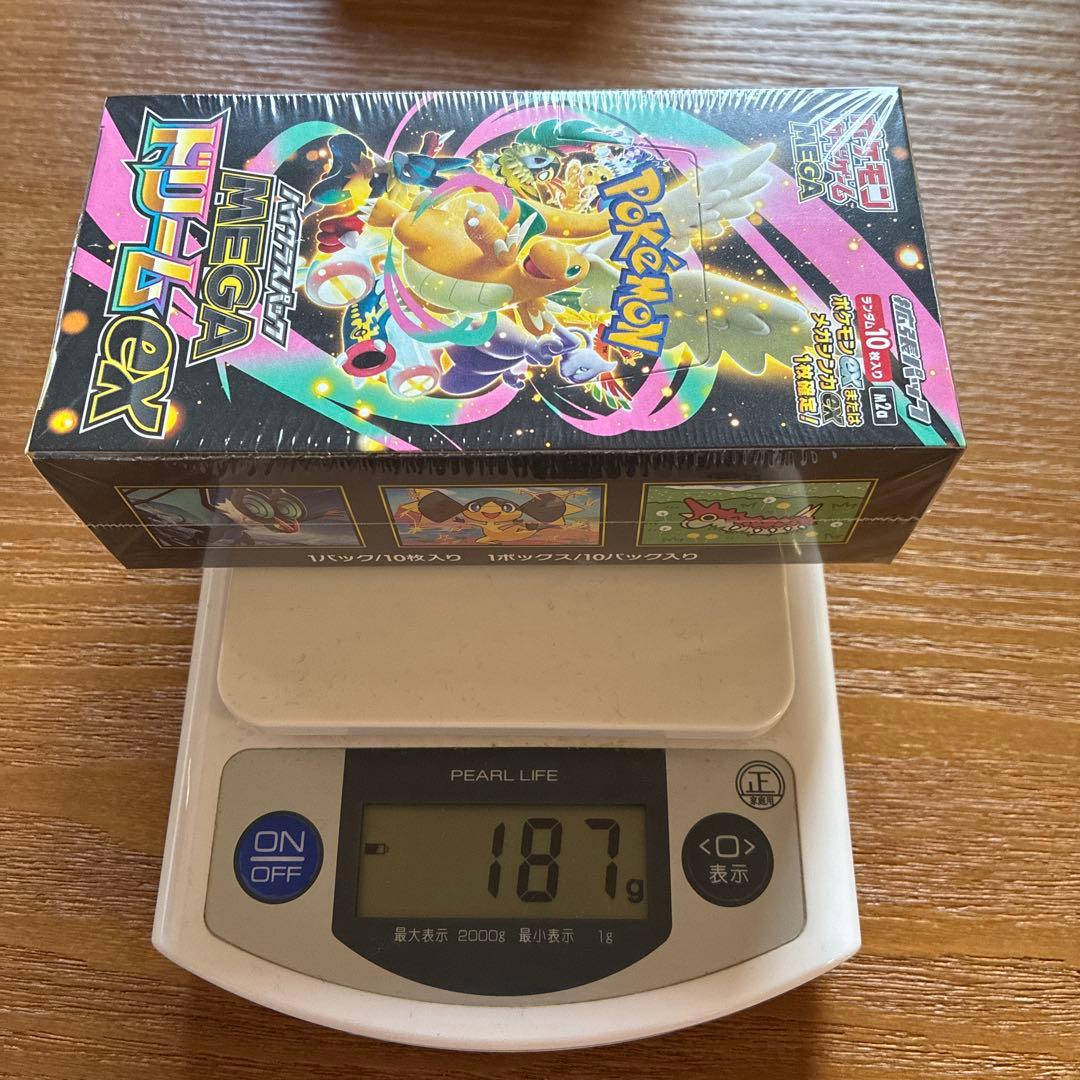 ポケモン
カードゲーム
MEGA
POKéMON
ハイクラスパック
MEGA
ドリームex
拡張パック
ランダム10枚入り
M2a
ポケモンexまたは
メガシンカex
1枚確定!
1パック/10枚入り 1ボックス/10パック入り
PEARL LIFE
正
家庭用
ON
OFF
187g
<0>
表示
最大表示 2000g 最小表示 1g